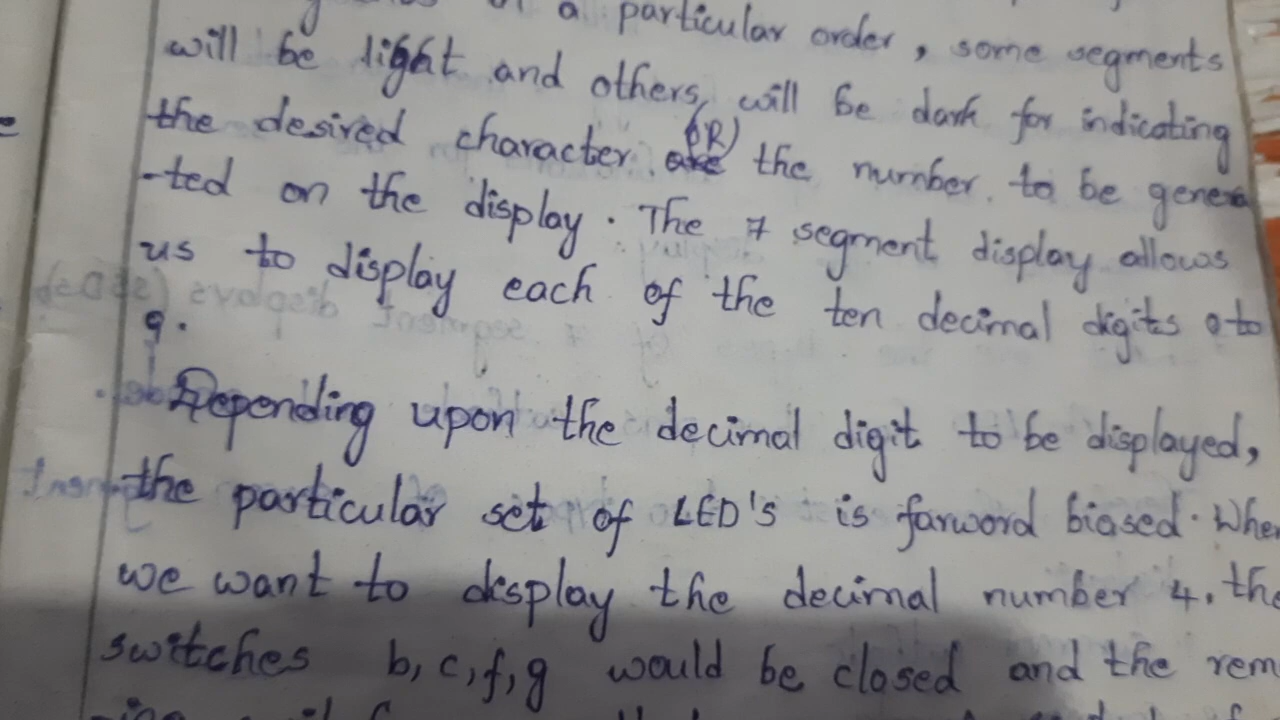 a particular order, some segments
will be light and others, will be dark for indicating
the desired character (OR) the number. to be genera
-ted on the display. The 7 segment display allows
us to display each of the ten decimal digits 0 to
9.
Depending upon the decimal digit to be displayed,
the particular set of LED's is farword biased. When
we want to display the decimal number 4. the
switches b, c, f, g would be closed and the rem